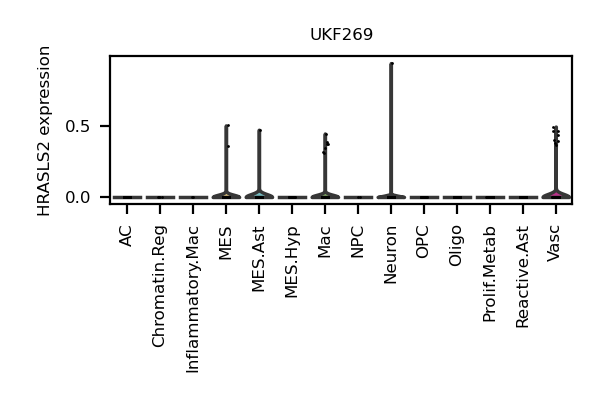 UKF269
HRASLS2 expression
0.5
0.0
AC
Chromatin.Reg
Inflammatory.Mac
MES
MES.Ast
MES.Hyp
Mac
NPC
Neuron
OPC
Oligo
Prolif.Metab
Reactive.Ast
Vasc